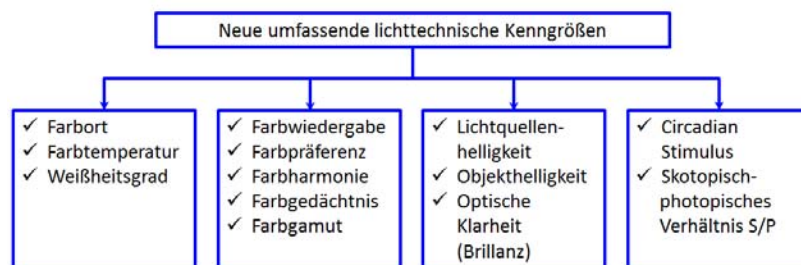 Neue umfassende lichttechnische Kenngrößen
✓ Farbort
✓ Farbtemperatur
✓ Weißheitsgrad
✓ Farbwiedergabe
✓ Farbpräferenz
✓ Farbharmonie
✓ Farbgedächtnis
✓ Farbgamut
✓ Lichtquellen-
helligkeit
✓ Objekthelligkeit
✓ Optische
Klarheit
(Brillanz)
✓ Circadian
Stimulus
✓ Skotopisch-
photopisches
Verhältnis S/P